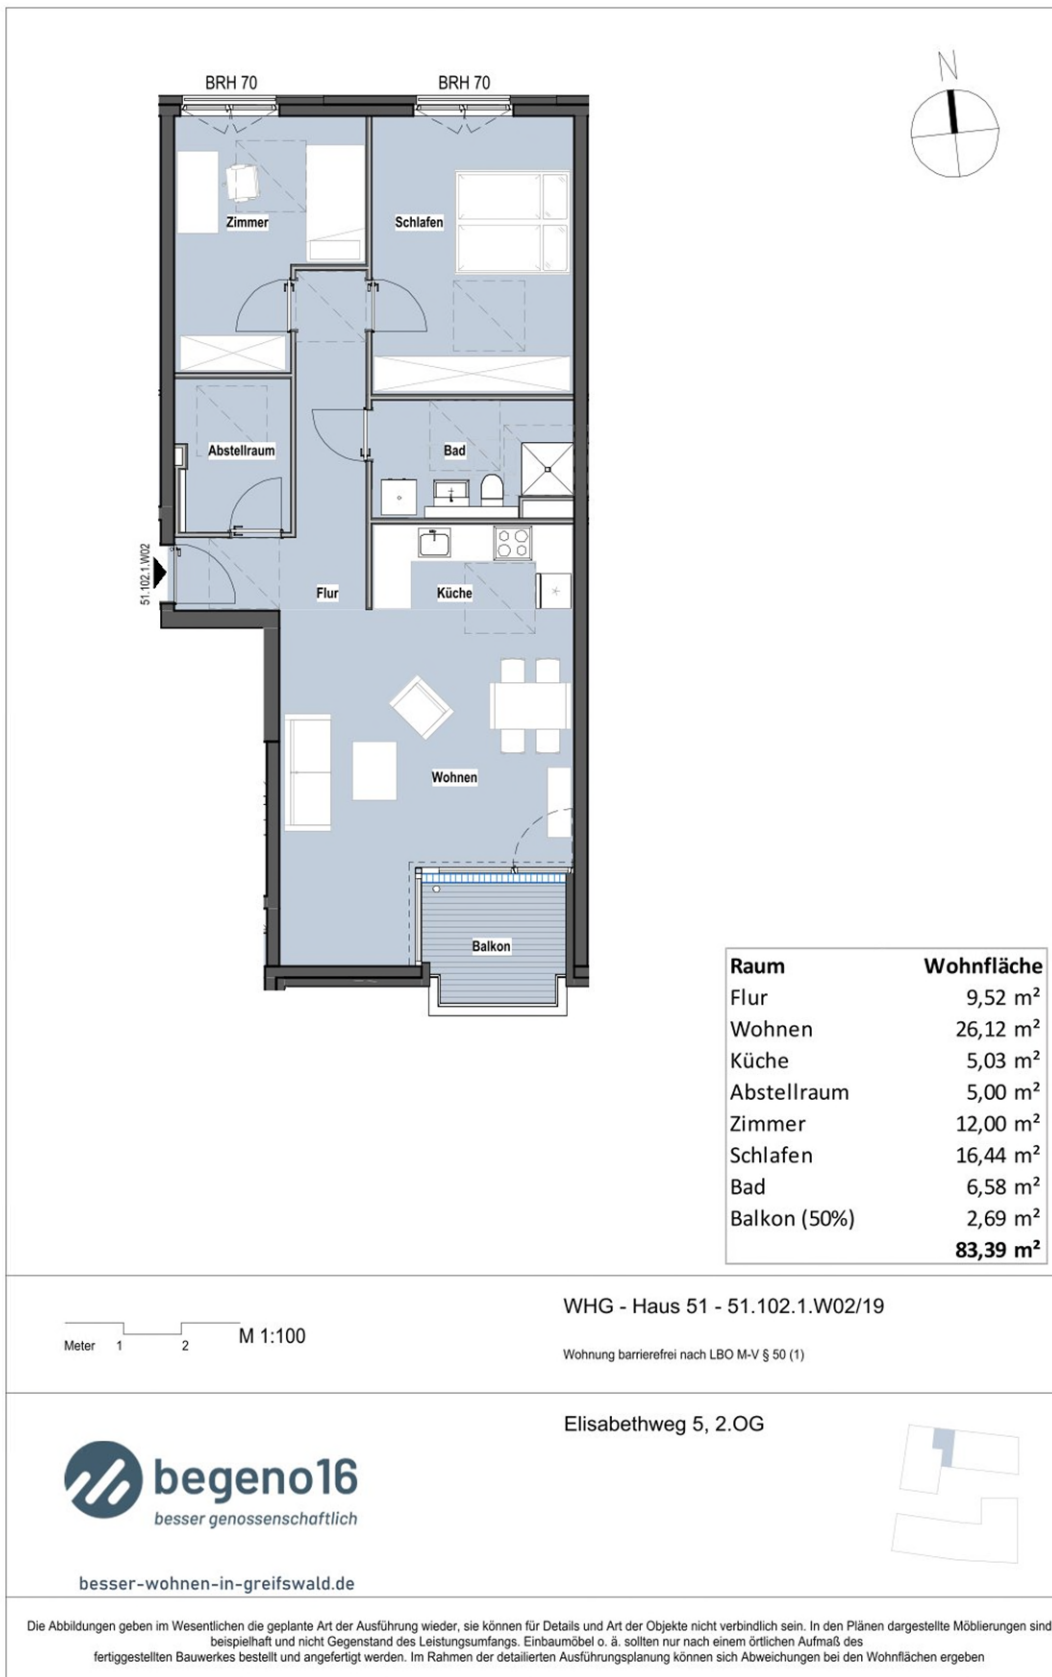 N
BRH 70
BRH 70
Zimmer
Schlafen
Abstellraum
Bad
51.102.1.W02
Flur
Küche
Wohnen
Balkon
Raum Wohnfläche
Flur 9,52 m²
Wohnen 26,12 m²
Küche 5,03 m²
Abstellraum 5,00 m²
Zimmer 12,00 m²
Schlafen 16,44 m²
Bad 6,58 m²
Balkon (50%) 2,69 m²
83,39 m²
WHG - Haus 51 - 51.102.1.W02/19
Meter 1 2 M 1:100
Wohnung barrierefrei nach LBO M-V § 50 (1)
Elisabethweg 5, 2.OG
begeno16
besser genossenschaftlich
besser-wohnen-in-greifswald.de
Die Abbildungen geben im Wesentlichen die geplante Art der Ausführung wieder, sie können für Details und Art der Objekte nicht verbindlich sein. In den Plänen dargestellte Möblierungen sind
beispielhaft und nicht Gegenstand des Leistungsumfangs. Einbaumöbel o. ä. sollten nur nach einem örtlichen Aufmaß des
fertiggestellten Bauwerkes bestellt und angefertigt werden. Im Rahmen der detailierten Ausführungsplanung können sich Abweichungen bei den Wohnflächen ergeben